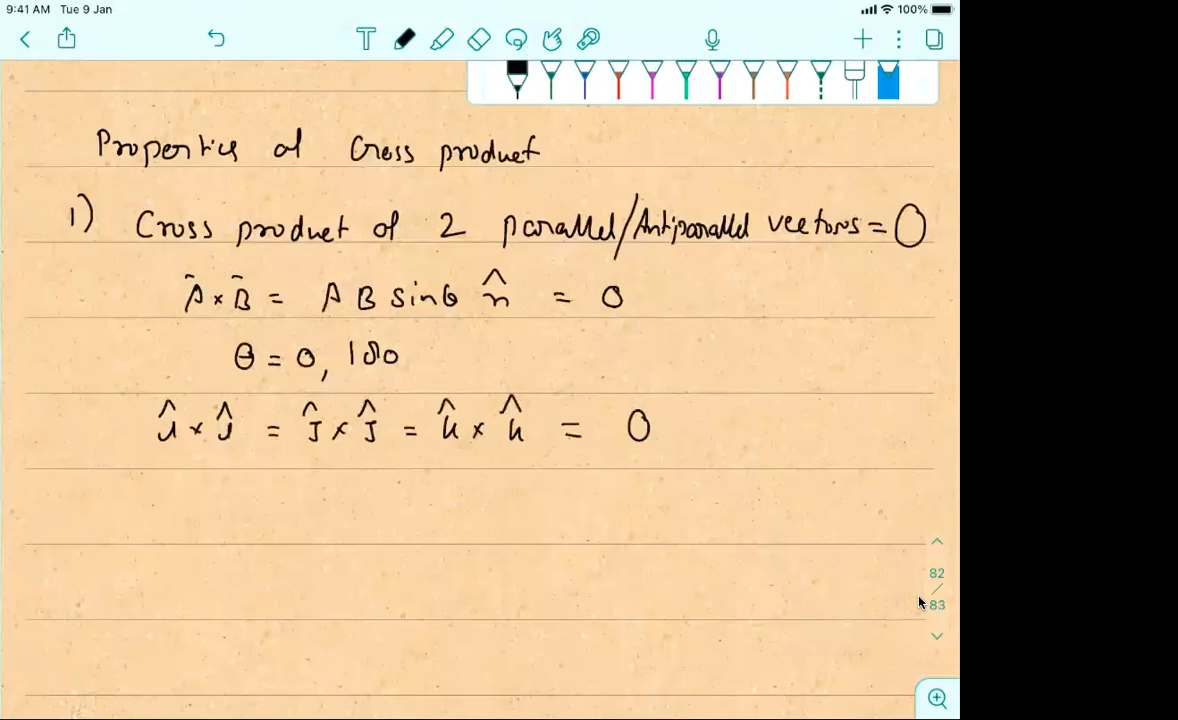 9:41 AM Tue 9 Jan 100%
Properties of Cross product
1) Cross product of 2 parallel/Antiparallel vectors = 0
A̅ × B̅ = A B sinθ n̂ = 0
θ = 0, 180
î × î = ĵ × ĵ = k̂ × k̂ = 0
82
/
83